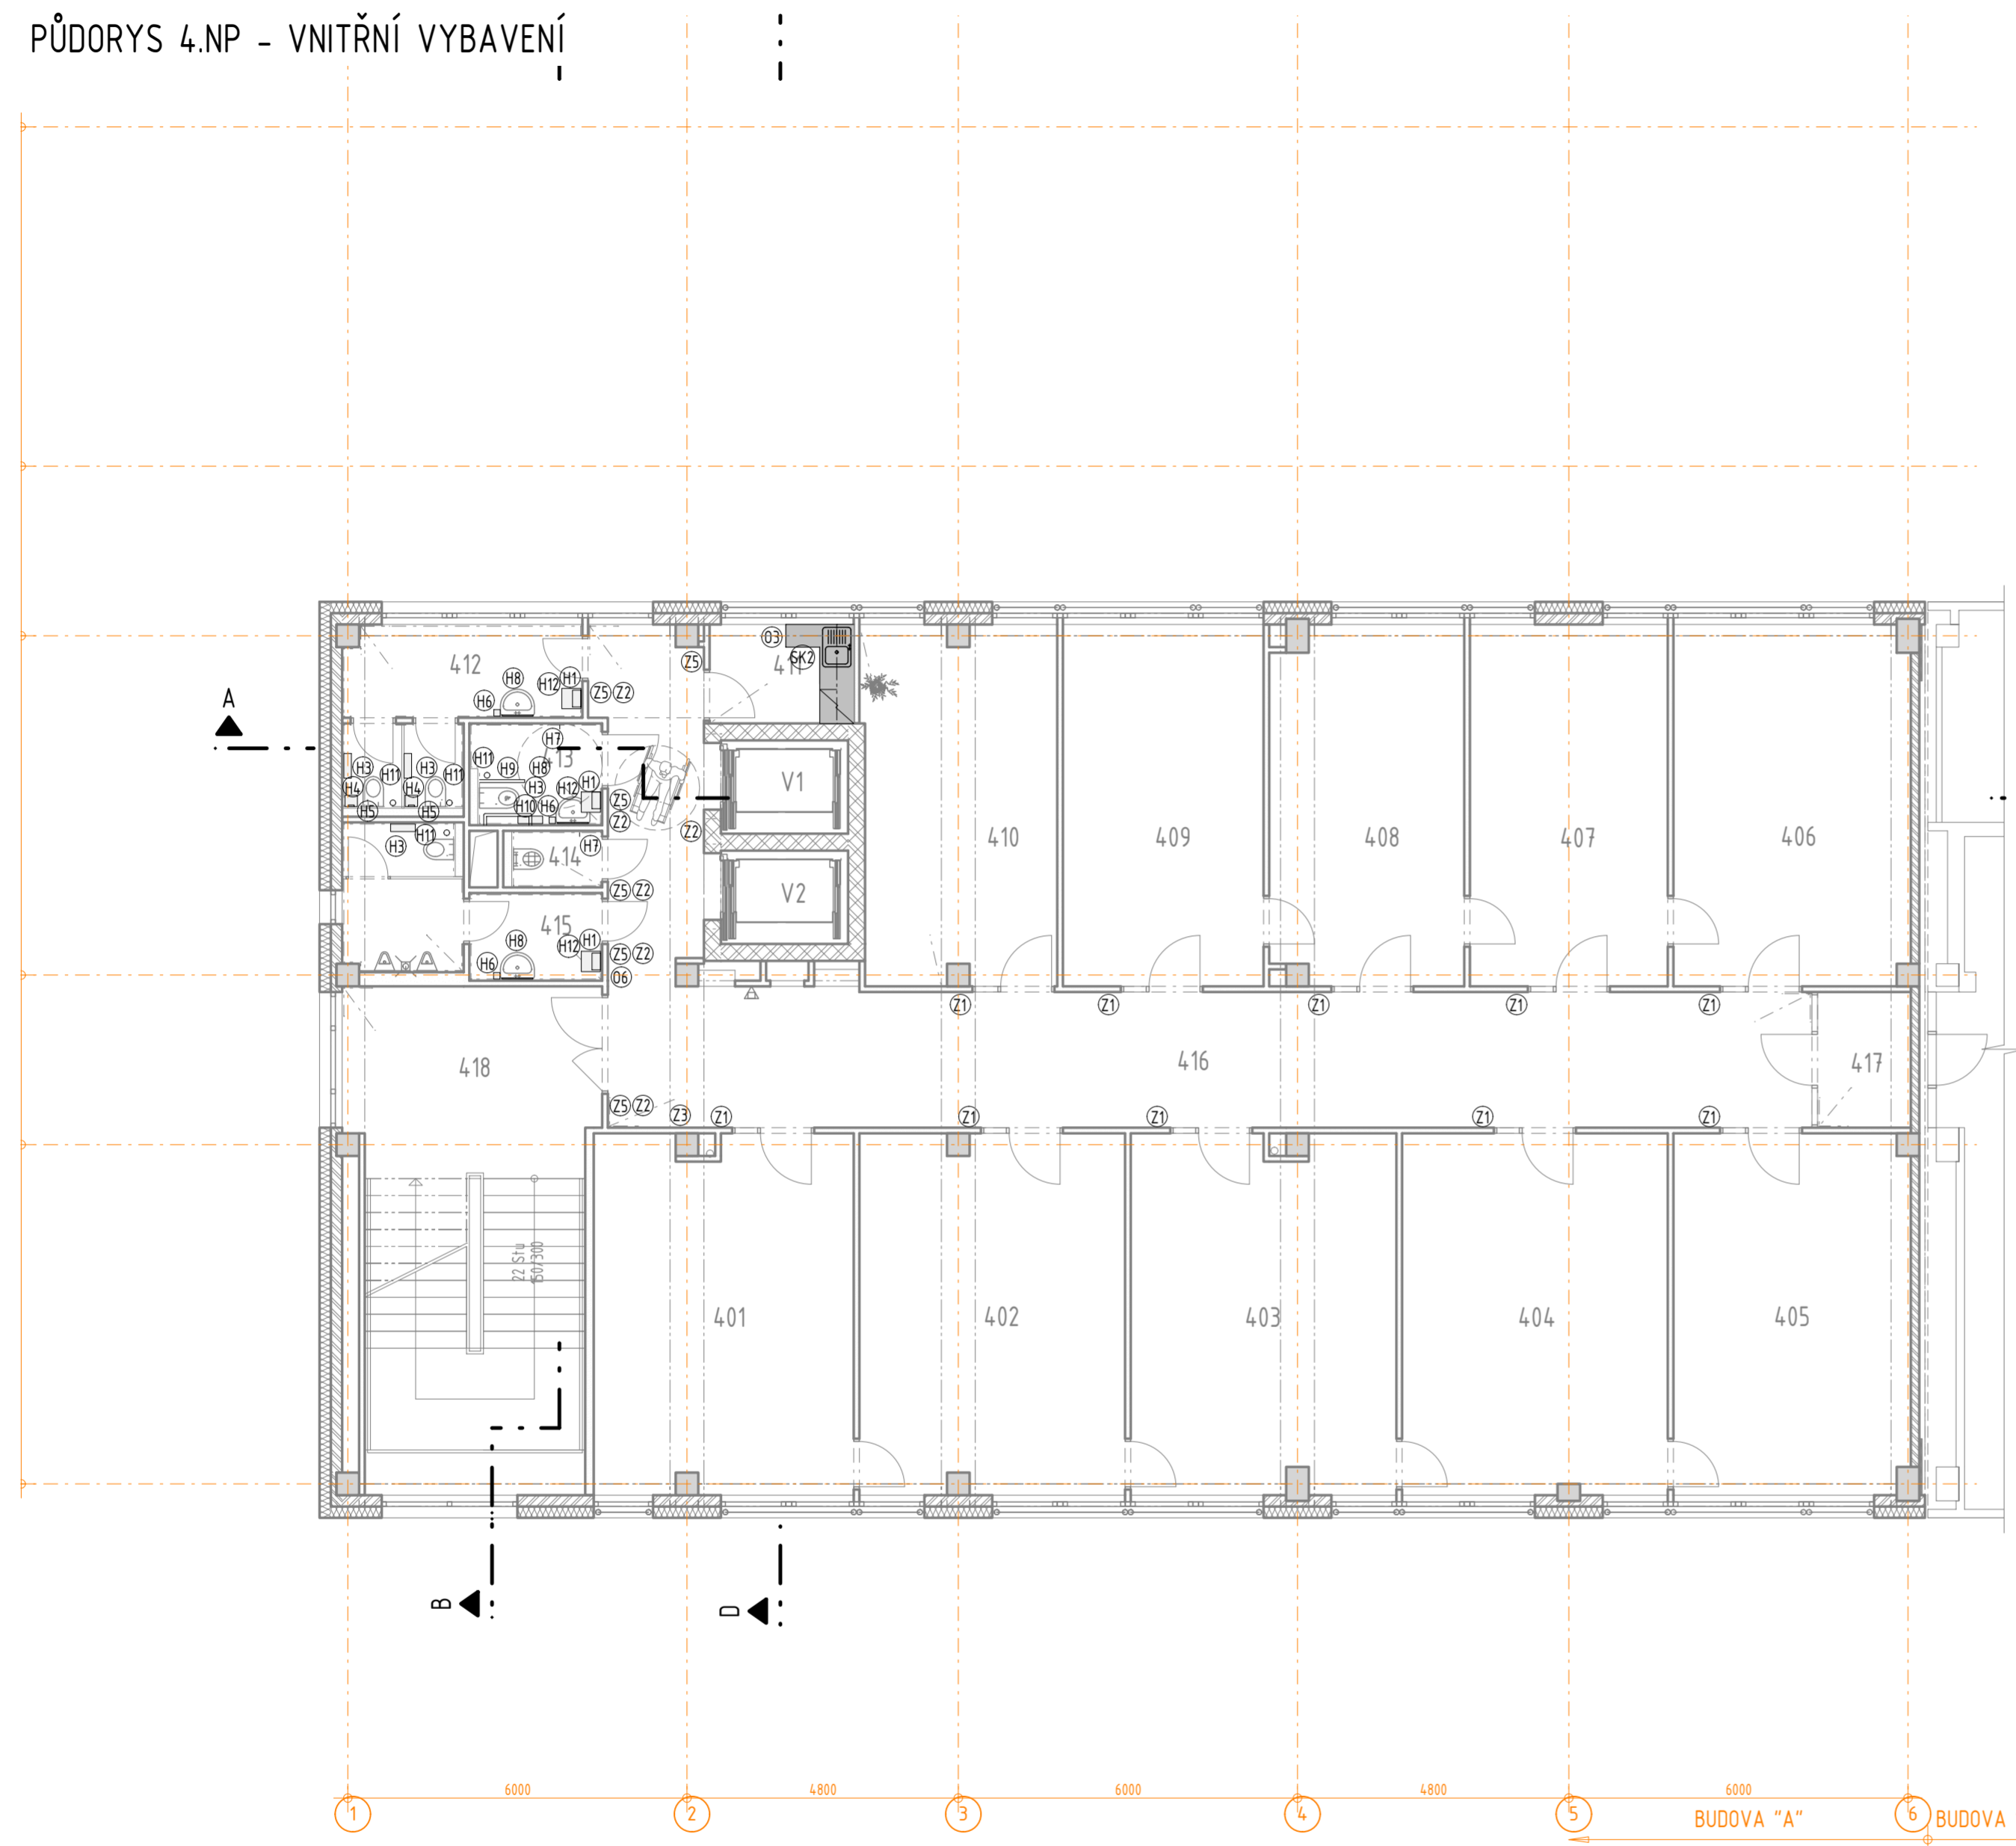 PŮDORYS 4.NP - VNITŘNÍ VYBAVENÍ
A
412
H8
H6
H12
H1
Z5
Z2
Z5
O3
SK2
411
H7
413
H11
H9
H8
H3
H12
H1
H10
H6
Z5
Z2
Z2
H3
H11
H3
H11
H4
H4
H5
H5
H11
H3
414
H7
Z5
Z2
V1
V2
415
H8
H12
H1
H6
Z5
Z2
O6
410
409
408
407
406
Z1
Z1
Z1
Z1
Z1
418
416
417
Z5
Z2
Z3
Z1
Z1
Z1
Z1
Z1
22 Stu
150/300
401
402
403
404
405
B
D
6000
4800
6000
4800
6000
1
2
3
4
5
6
BUDOVA "A"
BUDOVA